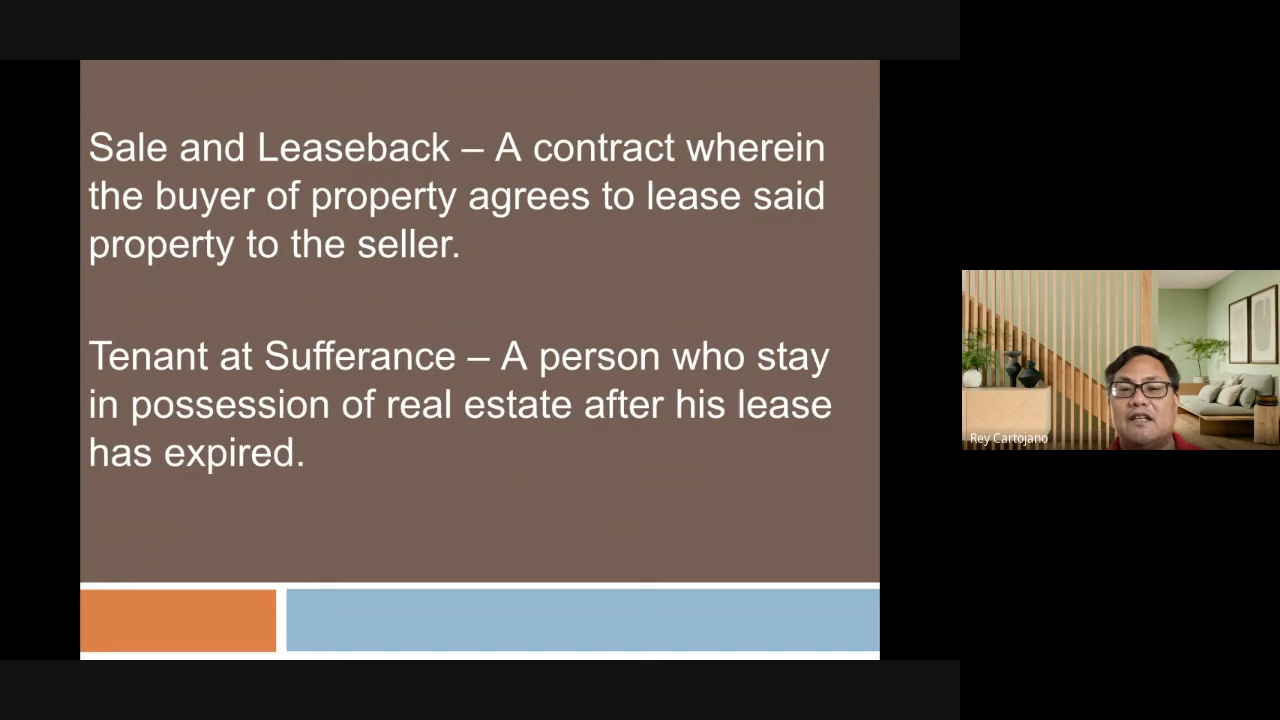 Sale and Leaseback – A contract wherein
the buyer of property agrees to lease said
property to the seller.
Tenant at Sufferance – A person who stay
in possession of real estate after his lease
has expired.
Rey Cartojano